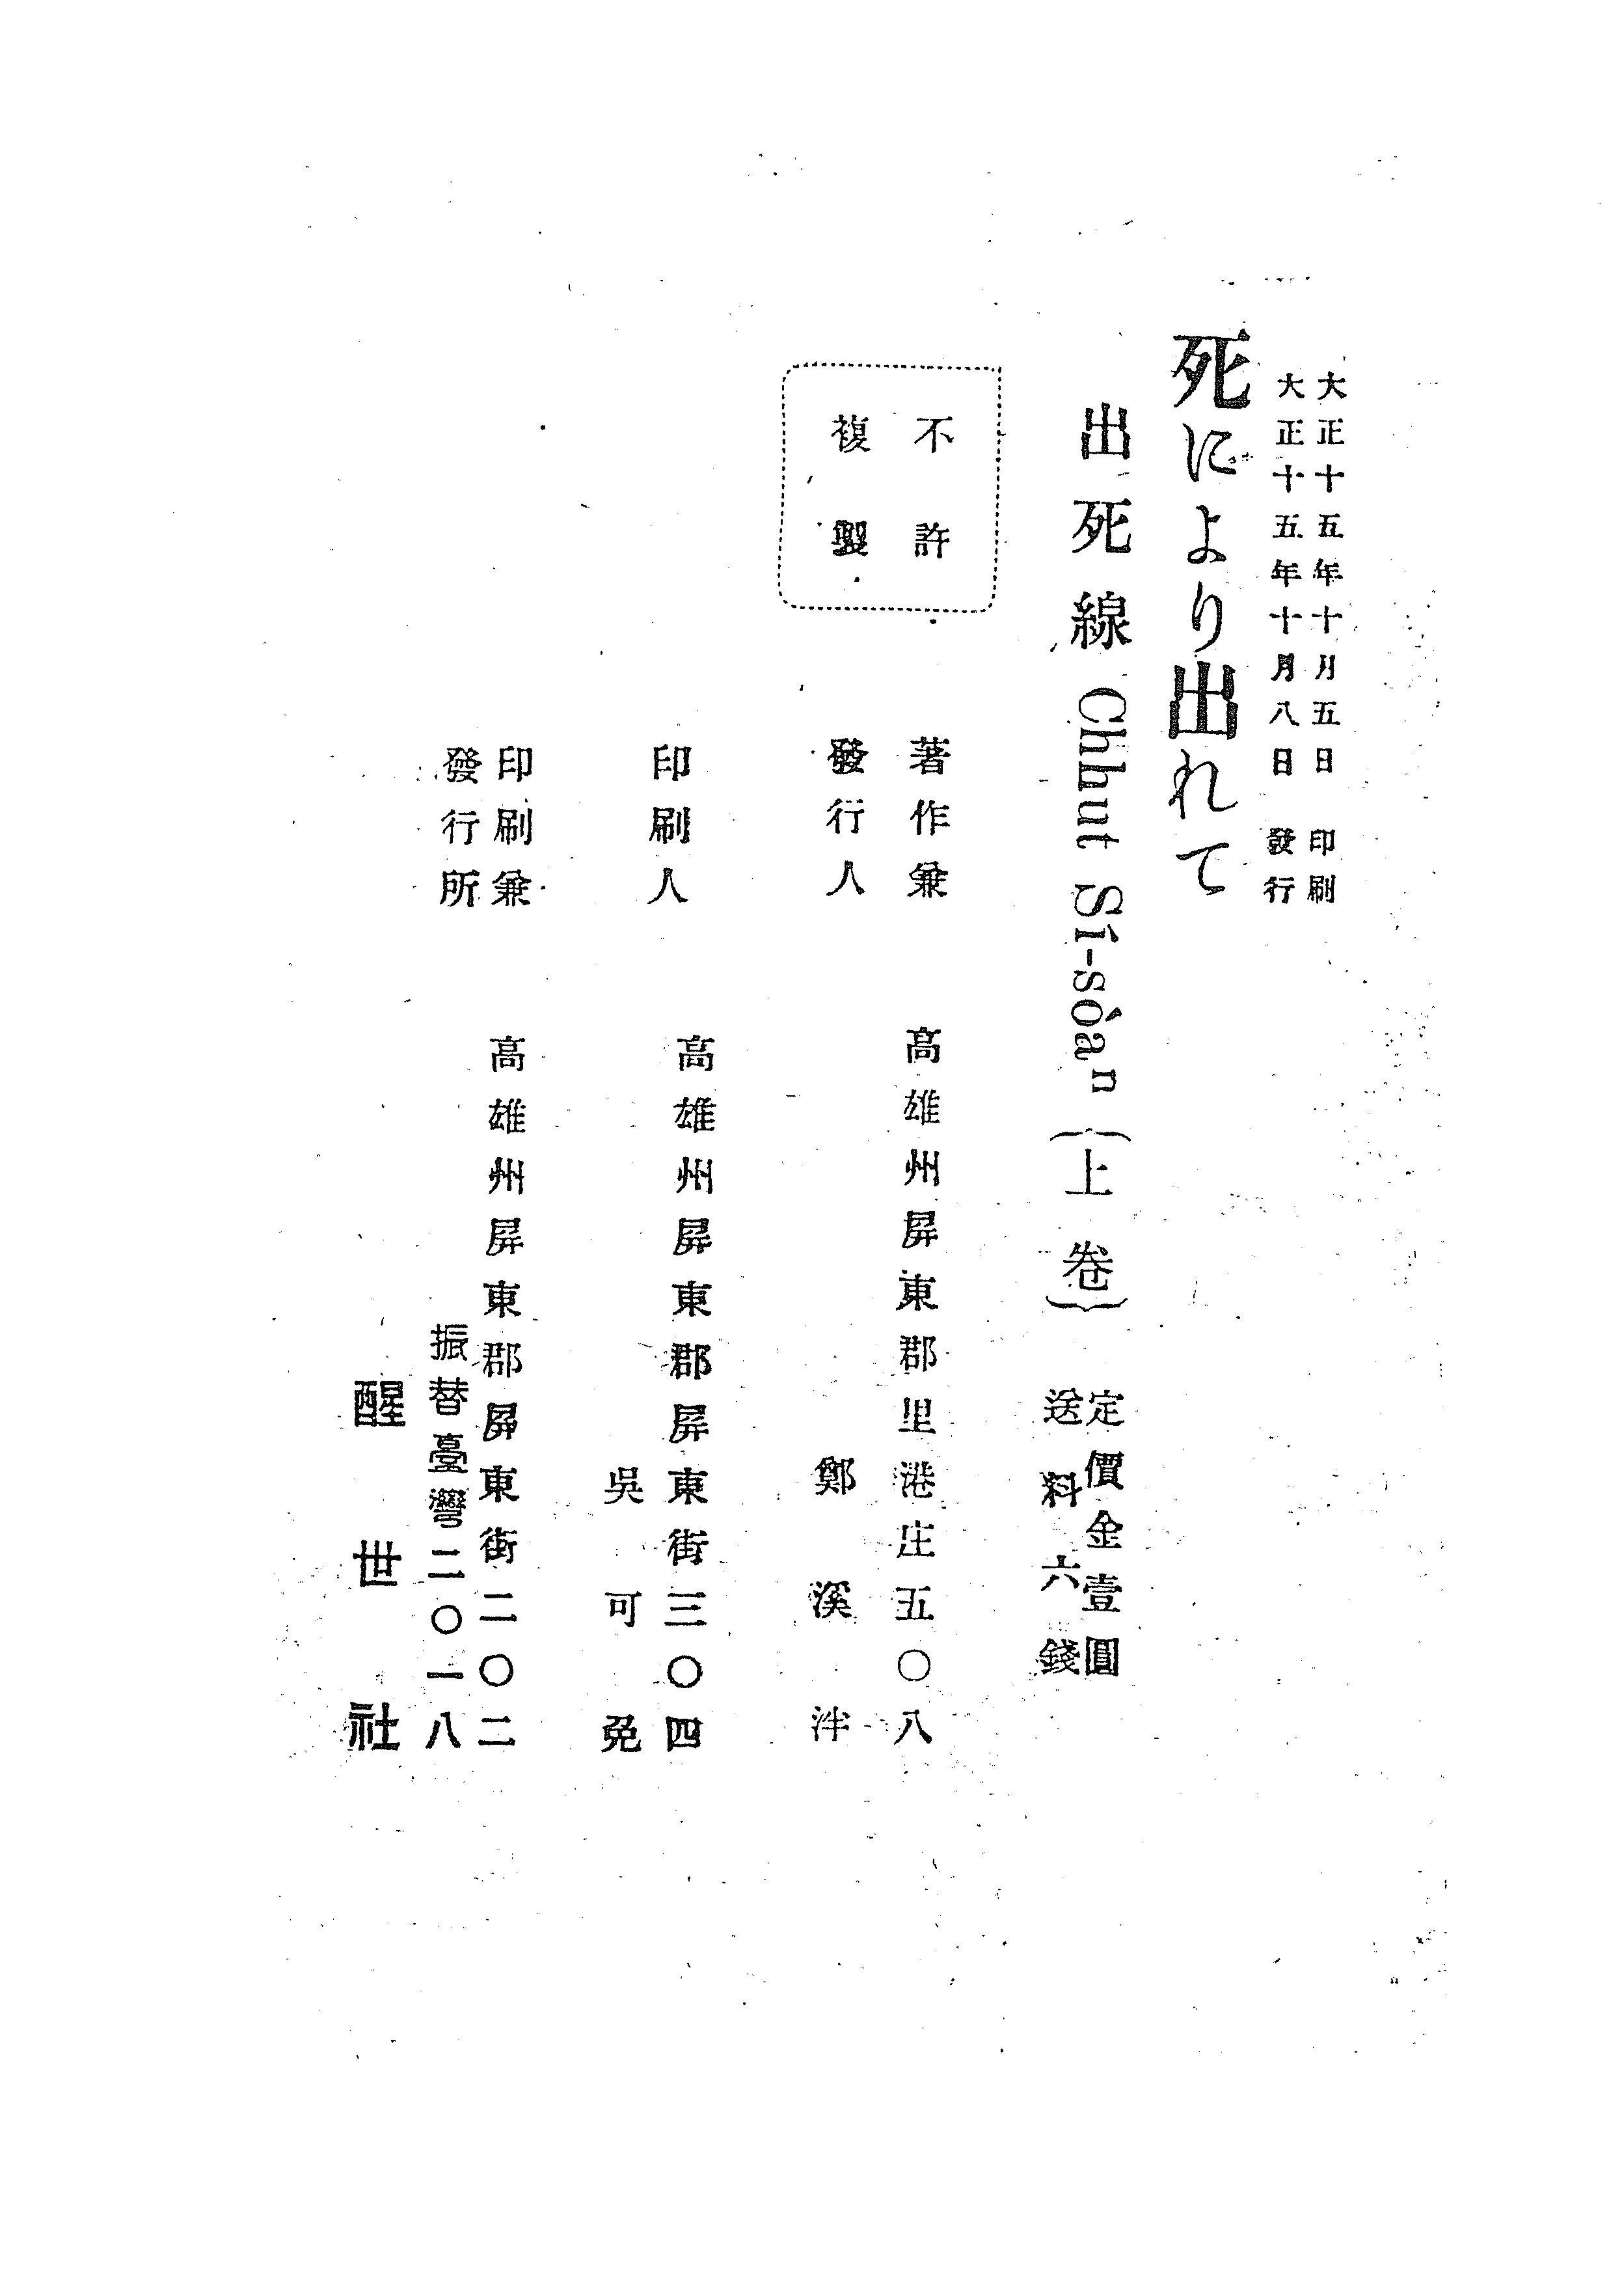 大正十五年十月五日 印刷
大正十五年十月八日 發行
死により出れて
出死線 Chhut Sí-sòaⁿ {上卷}
定價金壹圓
送料六錢
不許
複製
著作兼
發行人
高雄州屏東郡里港庄五〇八
鄭溪泮
印刷人
高雄州屏東郡屏東街三〇四
吳可免
印刷兼
發行所
高雄州屏東郡屏東街二〇二
振替臺灣二〇一八
醒世社